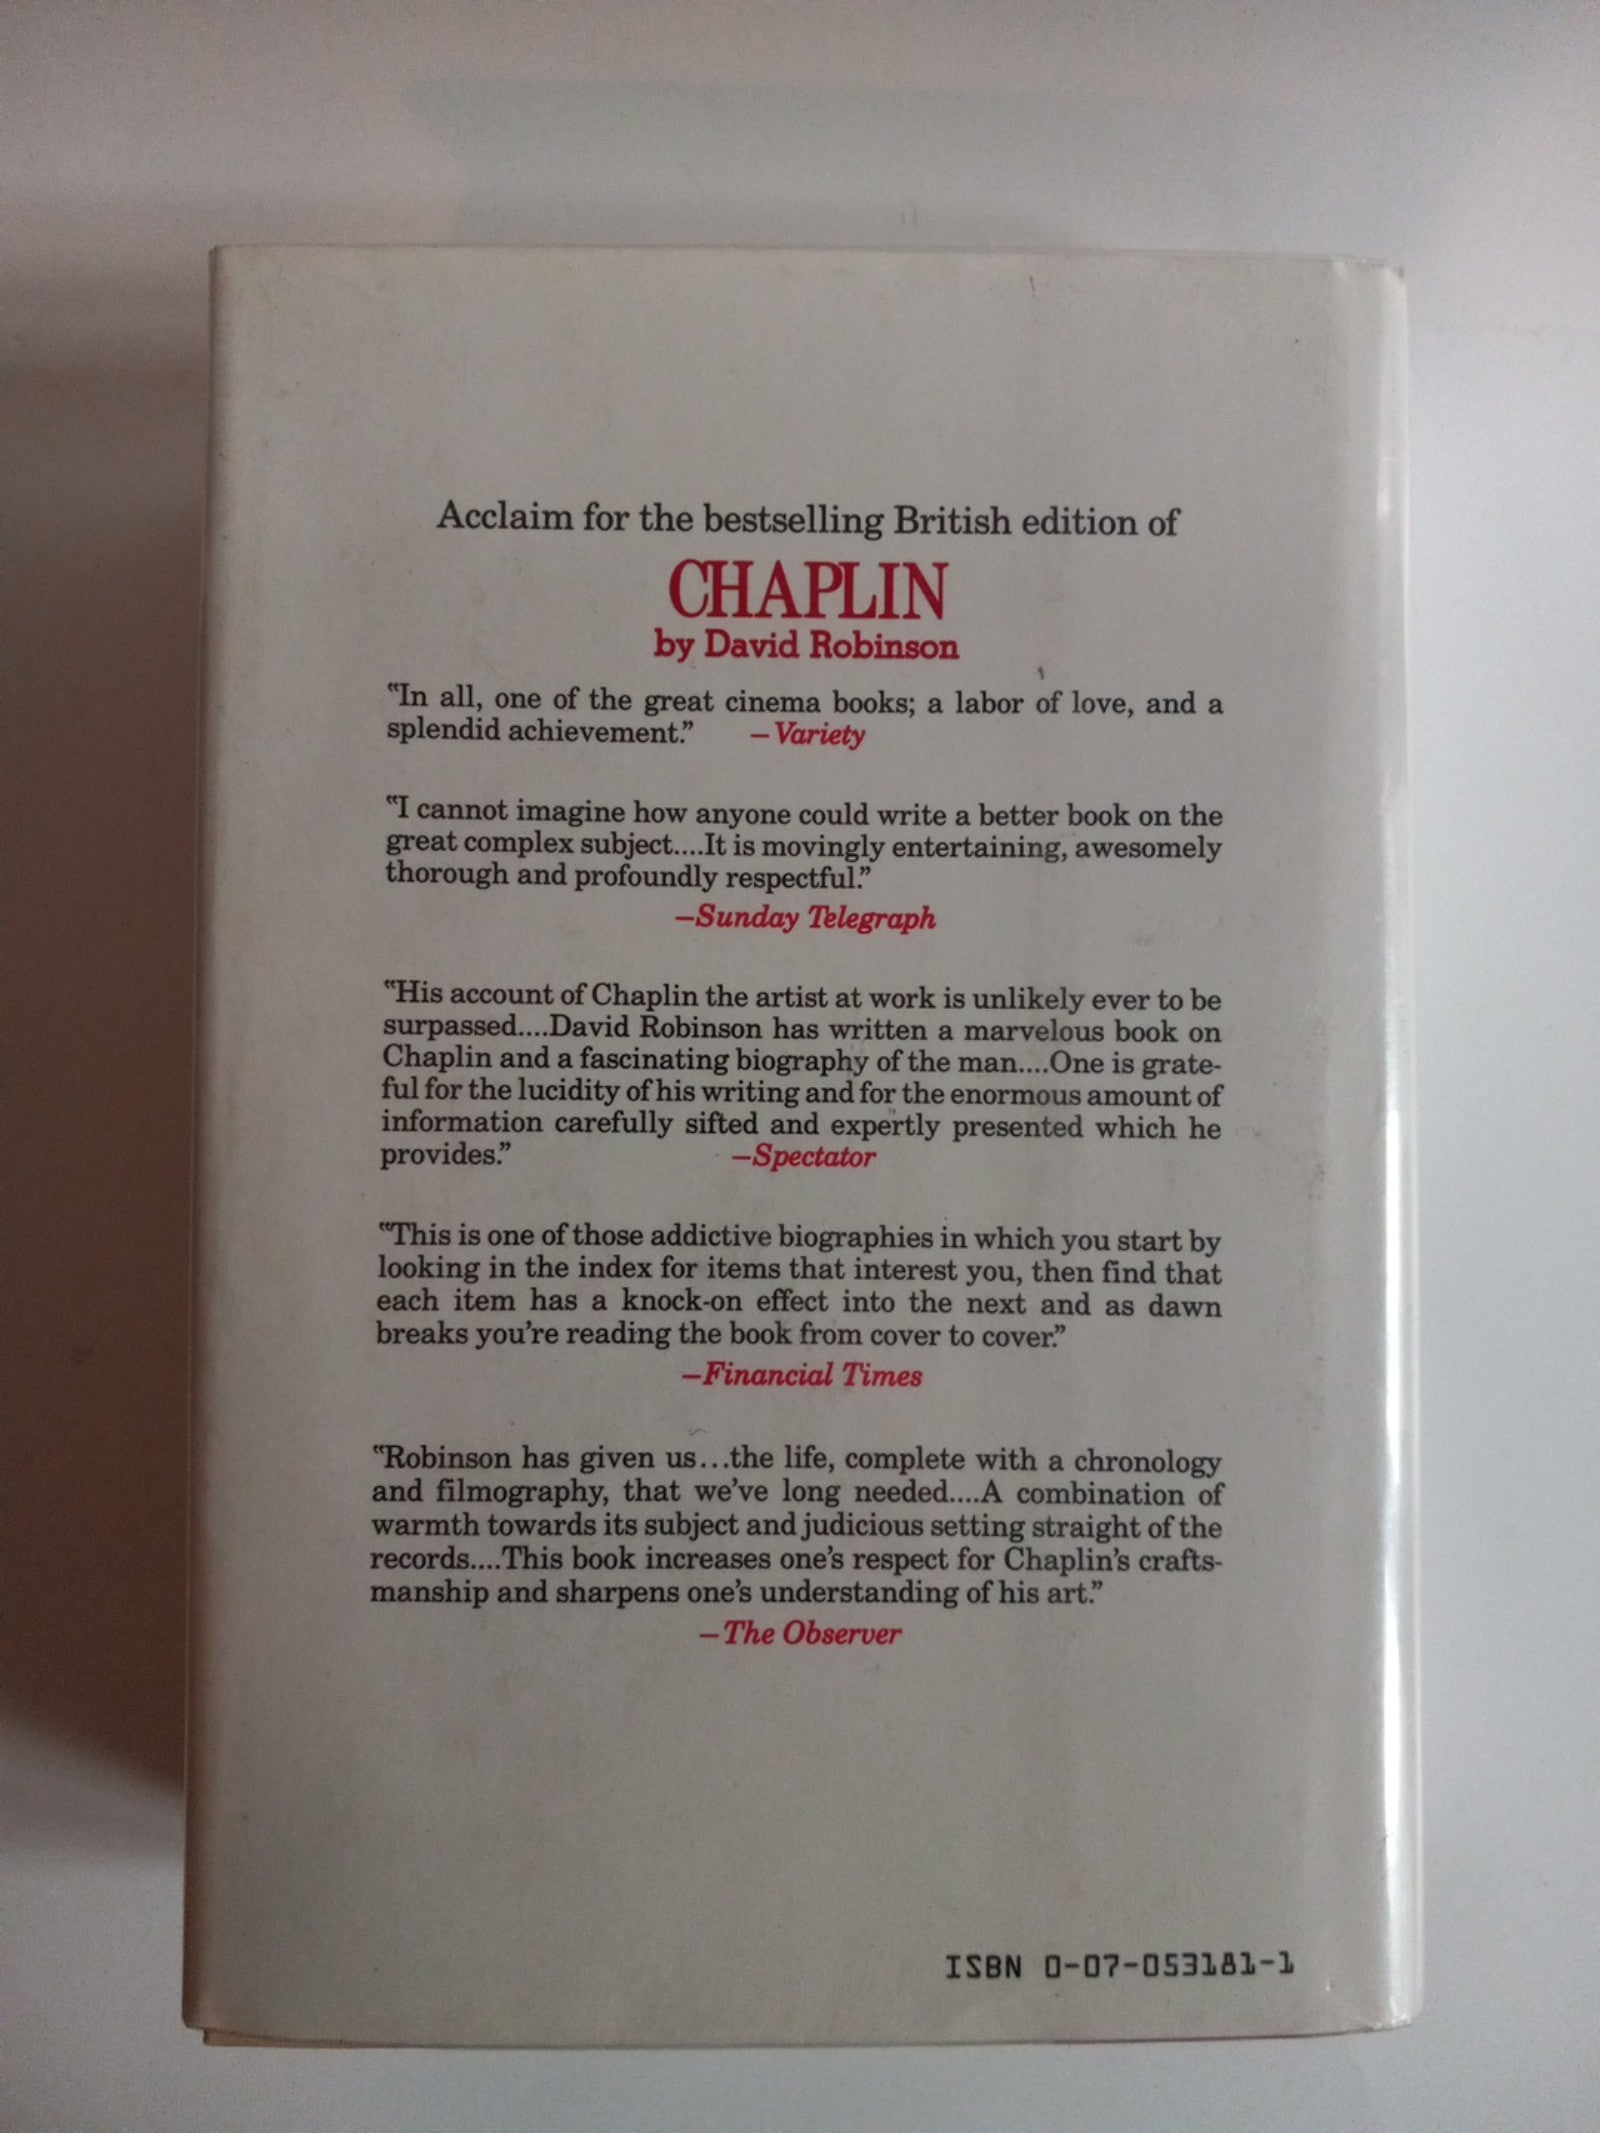 Acclaim for the bestselling British edition of
CHAPLIN
by David Robinson
"In all, one of the great cinema books; a labor of love, and a
splendid achievement." —Variety
"I cannot imagine how anyone could write a better book on the
great complex subject....It is movingly entertaining, awesomely
thorough and profoundly respectful."
—Sunday Telegraph
"His account of Chaplin the artist at work is unlikely ever to be
surpassed....David Robinson has written a marvelous book on
Chaplin and a fascinating biography of the man....One is grate-
ful for the lucidity of his writing and for the enormous amount of
information carefully sifted and expertly presented which he
provides." —Spectator
"This is one of those addictive biographies in which you start by
looking in the index for items that interest you, then find that
each item has a knock-on effect into the next and as dawn
breaks you're reading the book from cover to cover."
—Financial Times
"Robinson has given us...the life, complete with a chronology
and filmography, that we've long needed....A combination of
warmth towards its subject and judicious setting straight of the
records....This book increases one's respect for Chaplin's crafts-
manship and sharpens one's understanding of his art."
—The Observer
ISBN 0-07-053181-1